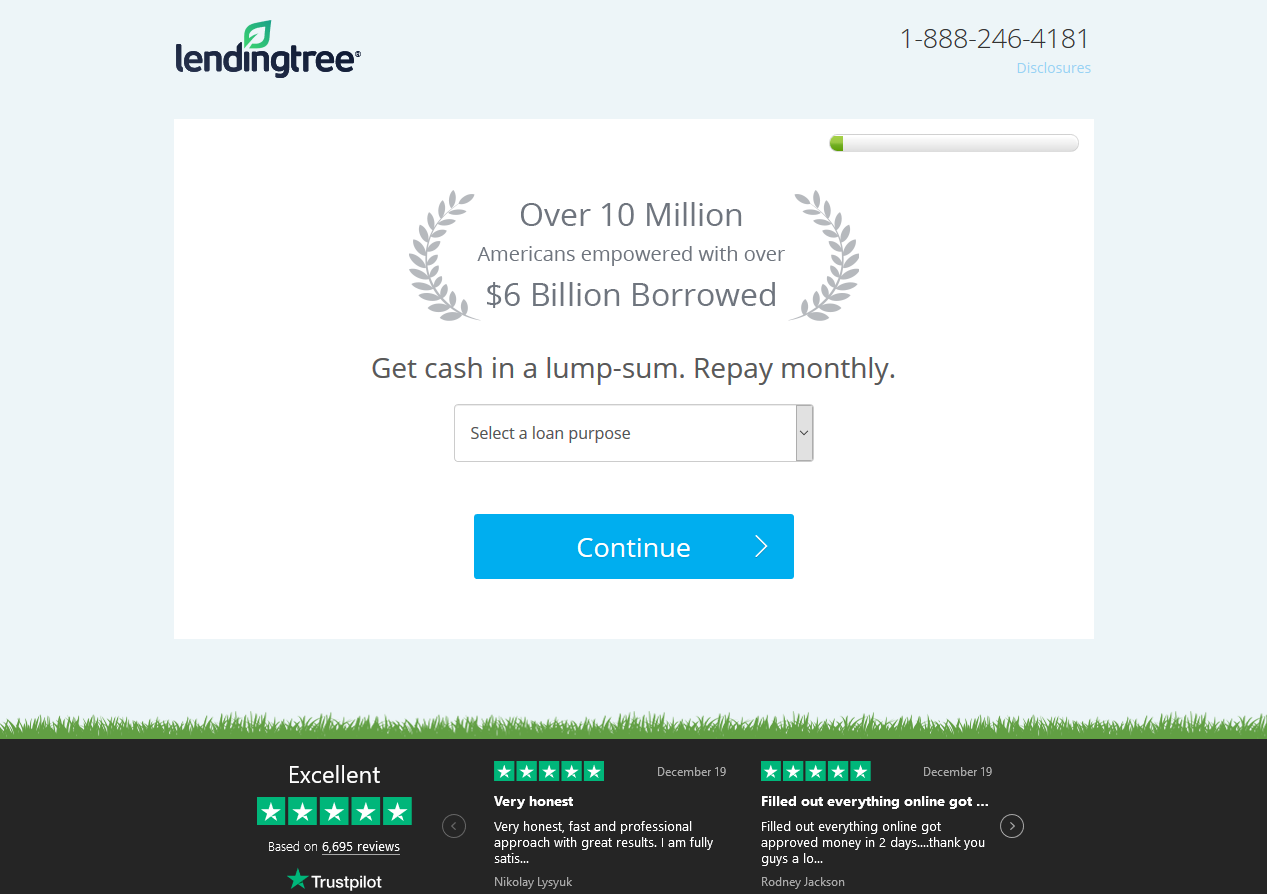 lendingtree®
1-888-246-4181
Disclosures
Over 10 Million
Americans empowered with over
$6 Billion Borrowed
Get cash in a lump-sum. Repay monthly.
Select a loan purpose
Continue
Excellent
Based on 6,695 reviews
Trustpilot
December 19
Very honest
Very honest, fast and professional
approach with great results. I am fully
satis...
Nikolay Lysyuk
December 19
Filled out everything online got ...
Filled out everything online got
approved money in 2 days....thank you
guys a lo...
Rodney Jackson